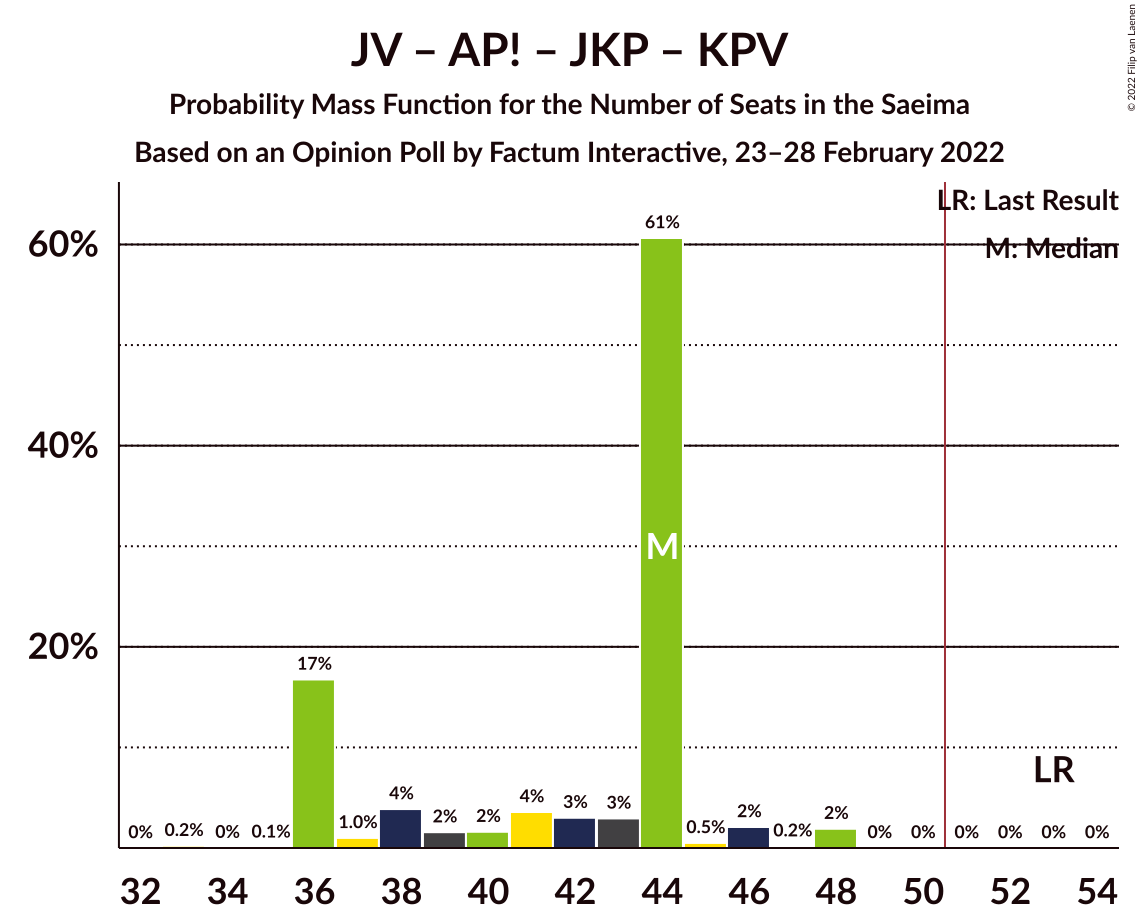 JV – AP! – JKP – KPV
Probability Mass Function for the Number of Seats in the Saeima
Based on an Opinion Poll by Factum Interactive, 23–28 February 2022
© 2022 Filip van Laenen
LR: Last Result
M: Median
60%
40%
20%
0% 0.2% 0% 0.1% 17% 1.0% 4% 2% 2% 4% 3% 3% 61% 0.5% 2% 0.2% 2% 0% 0% 0% 0% 0% 0%
M
LR
32 34 36 38 40 42 44 46 48 50 52 54